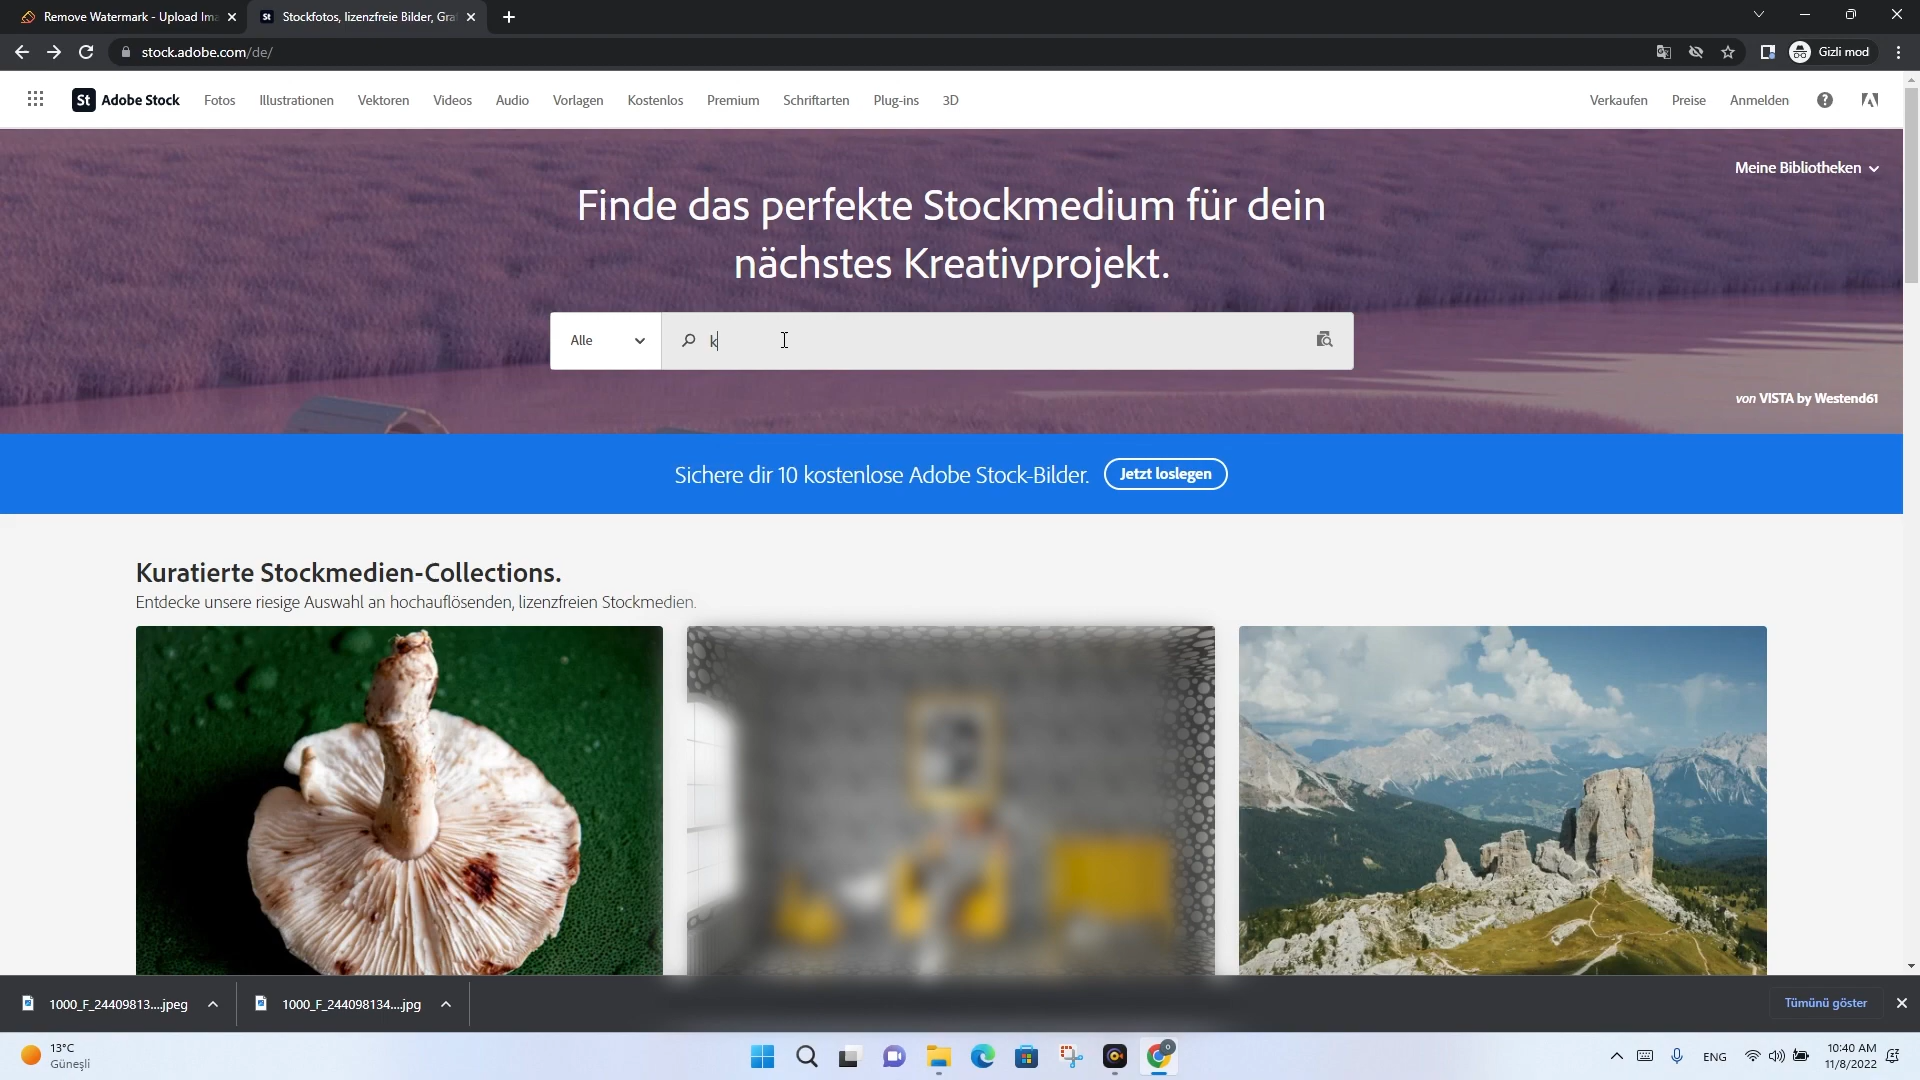 Remove Watermark - Upload Ima
Stockfotos, lizenzfreie Bilder, Gra
stock.adobe.com/de/
Gizli mod
St Adobe Stock
Fotos
Illustrationen
Vektoren
Videos
Audio
Vorlagen
Kostenlos
Premium
Schriftarten
Plug-ins
3D
Verkaufen
Preise
Anmelden
Meine Bibliotheken
Finde das perfekte Stockmedium für dein
nächstes Kreativprojekt.
Alle
k
von VISTA by Westend61
Sichere dir 10 kostenlose Adobe Stock-Bilder.
Jetzt loslegen
Kuratierte Stockmedien-Collections.
Entdecke unsere riesige Auswahl an hochauflösenden, lizenzfreien Stockmedien.
1000_F_24409813....jpeg
1000_F_244098134....jpg
Tümünü göster
13°C
Güneşli
ENG
10:40 AM
11/8/2022